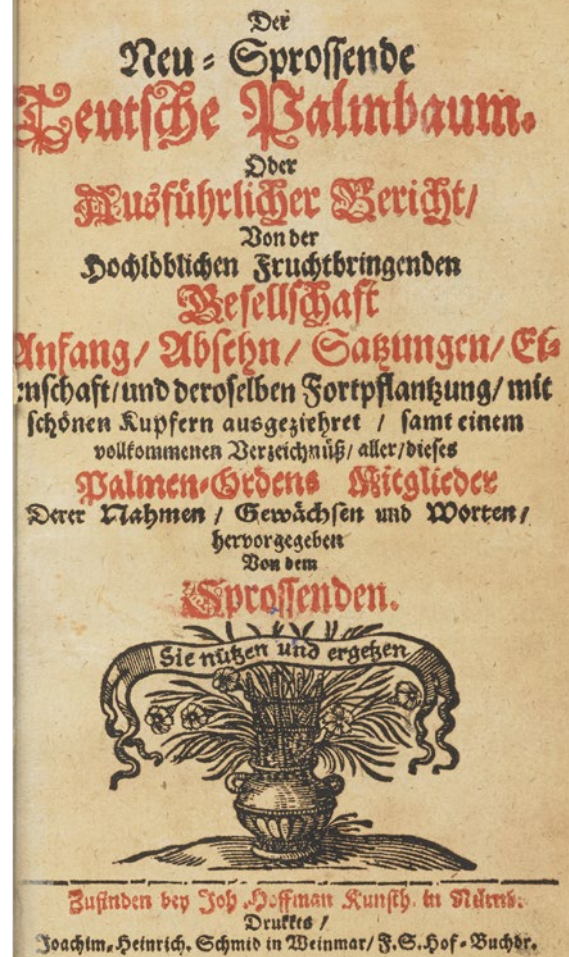 Der
Neu-Sprossende
Teutsche Palmbaum.
Oder
Ausführlicher Bericht/
Von der
Hochlöblichen Fruchtbringenden
Gesellschaft
Anfang/ Absehn/ Satzungen/ Ei-
enschaft/und deroselben Fortpflantzung/ mit
schönen Kupfern ausgeziehret / samt einem
vollkommenen Verzeichnüß/ aller/dieses
Palmen-Ordens Mitglieder
Derer Nahmen / Gewächsen und Worten/
hervorgegeben
Von dem
Sprossenden.
Sie nützen und ergetzen
Zufinden bey Joh. Hoffman Kunsth. in Nürnb.
Drukkts /
Joachim-Heinrich. Schmid in Weinmar/ F.S.Hof-Buchdr.